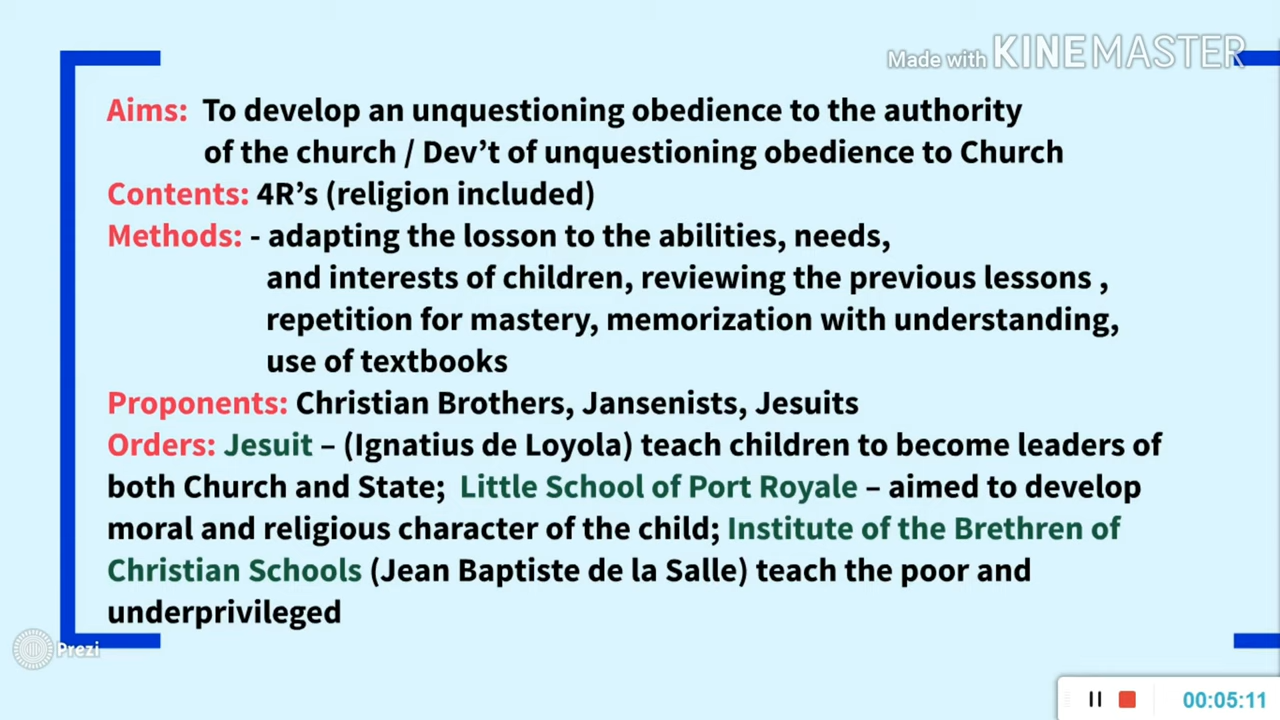 Made with KINEMASTER
Aims: To develop an unquestioning obedience to the authority
of the church / Dev’t of unquestioning obedience to Church
Contents: 4R’s (religion included)
Methods: - adapting the losson to the abilities, needs,
and interests of children, reviewing the previous lessons ,
repetition for mastery, memorization with understanding,
use of textbooks
Proponents: Christian Brothers, Jansenists, Jesuits
Orders: Jesuit – (Ignatius de Loyola) teach children to become leaders of
both Church and State; Little School of Port Royale – aimed to develop
moral and religious character of the child; Institute of the Brethren of
Christian Schools (Jean Baptiste de la Salle) teach the poor and
underprivileged
Prezi
00:05:11